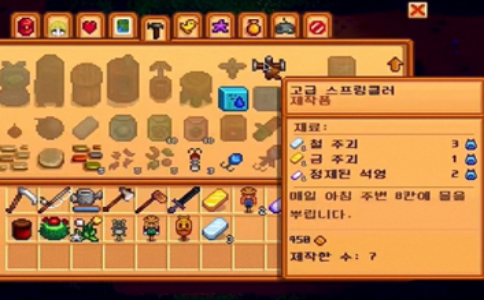 고급 스프링클러
제작품
재료:
철 주괴 3
금 주괴 1
정제된 석영 2
매일 아침 주변 8칸에 물을
뿌립니다.
450
제작한 수: 7